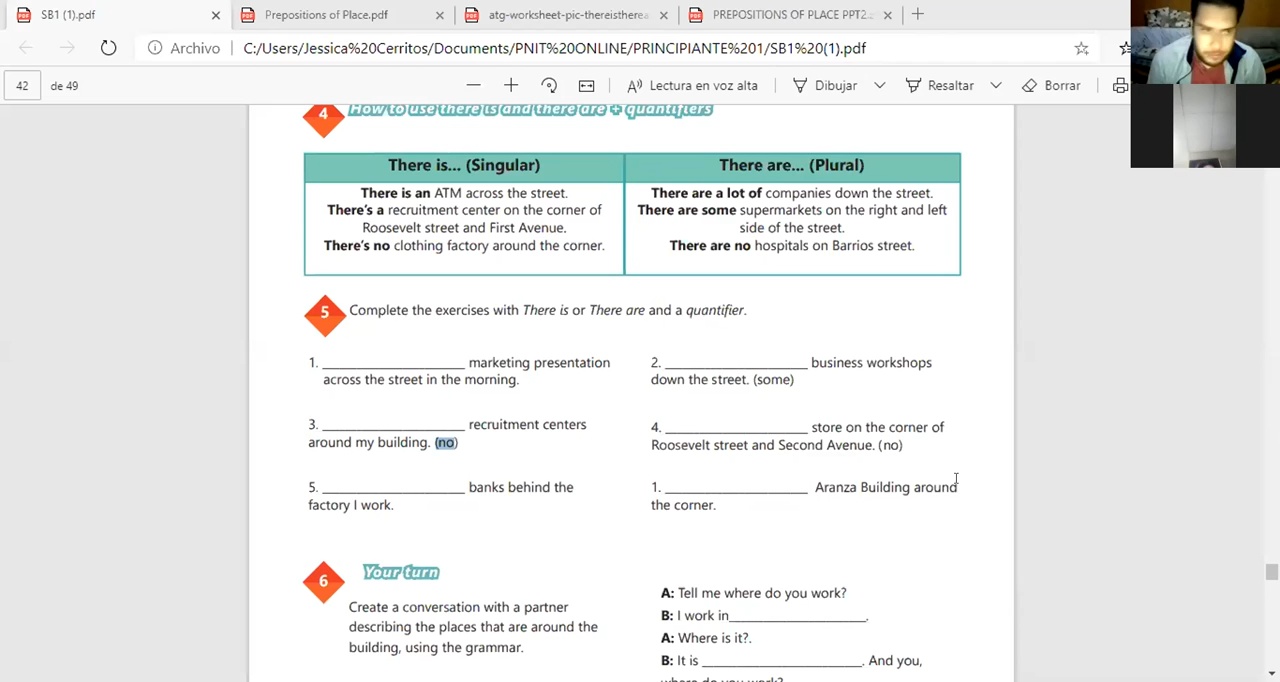 SB1 (1).pdf
Prepositions of Place.pdf
atg-worksheet-pic-thereistherea
PREPOSITIONS OF PLACE PPT2.
Archivo
C:/Users/Jessica%20Cerritos/Documents/PNIT%20ONLINE/PRINCIPIANTE%201/SB1%20(1).pdf
42 de 49
Lectura en voz alta
Dibujar
Resaltar
Borrar
4 How to use there is and there are + quantifiers
There is... (Singular)
There is an ATM across the street.
There's a recruitment center on the corner of
Roosevelt street and First Avenue.
There's no clothing factory around the corner.
There are... (Plural)
There are a lot of companies down the street.
There are some supermarkets on the right and left
side of the street.
There are no hospitals on Barrios street.
5 Complete the exercises with There is or There are and a quantifier.
1. ____________________ marketing presentation
across the street in the morning.
2. ____________________ business workshops
down the street. (some)
3. ____________________ recruitment centers
around my building. (no)
4. ____________________ store on the corner of
Roosevelt street and Second Avenue. (no)
5. ____________________ banks behind the
factory I work.
1. ____________________ Aranza Building around
the corner.
6 Your turn
Create a conversation with a partner
describing the places that are around the
building, using the grammar.
A: Tell me where do you work?
B: I work in____________________.
A: Where is it?.
B: It is ______________________. And you,
where do you work?